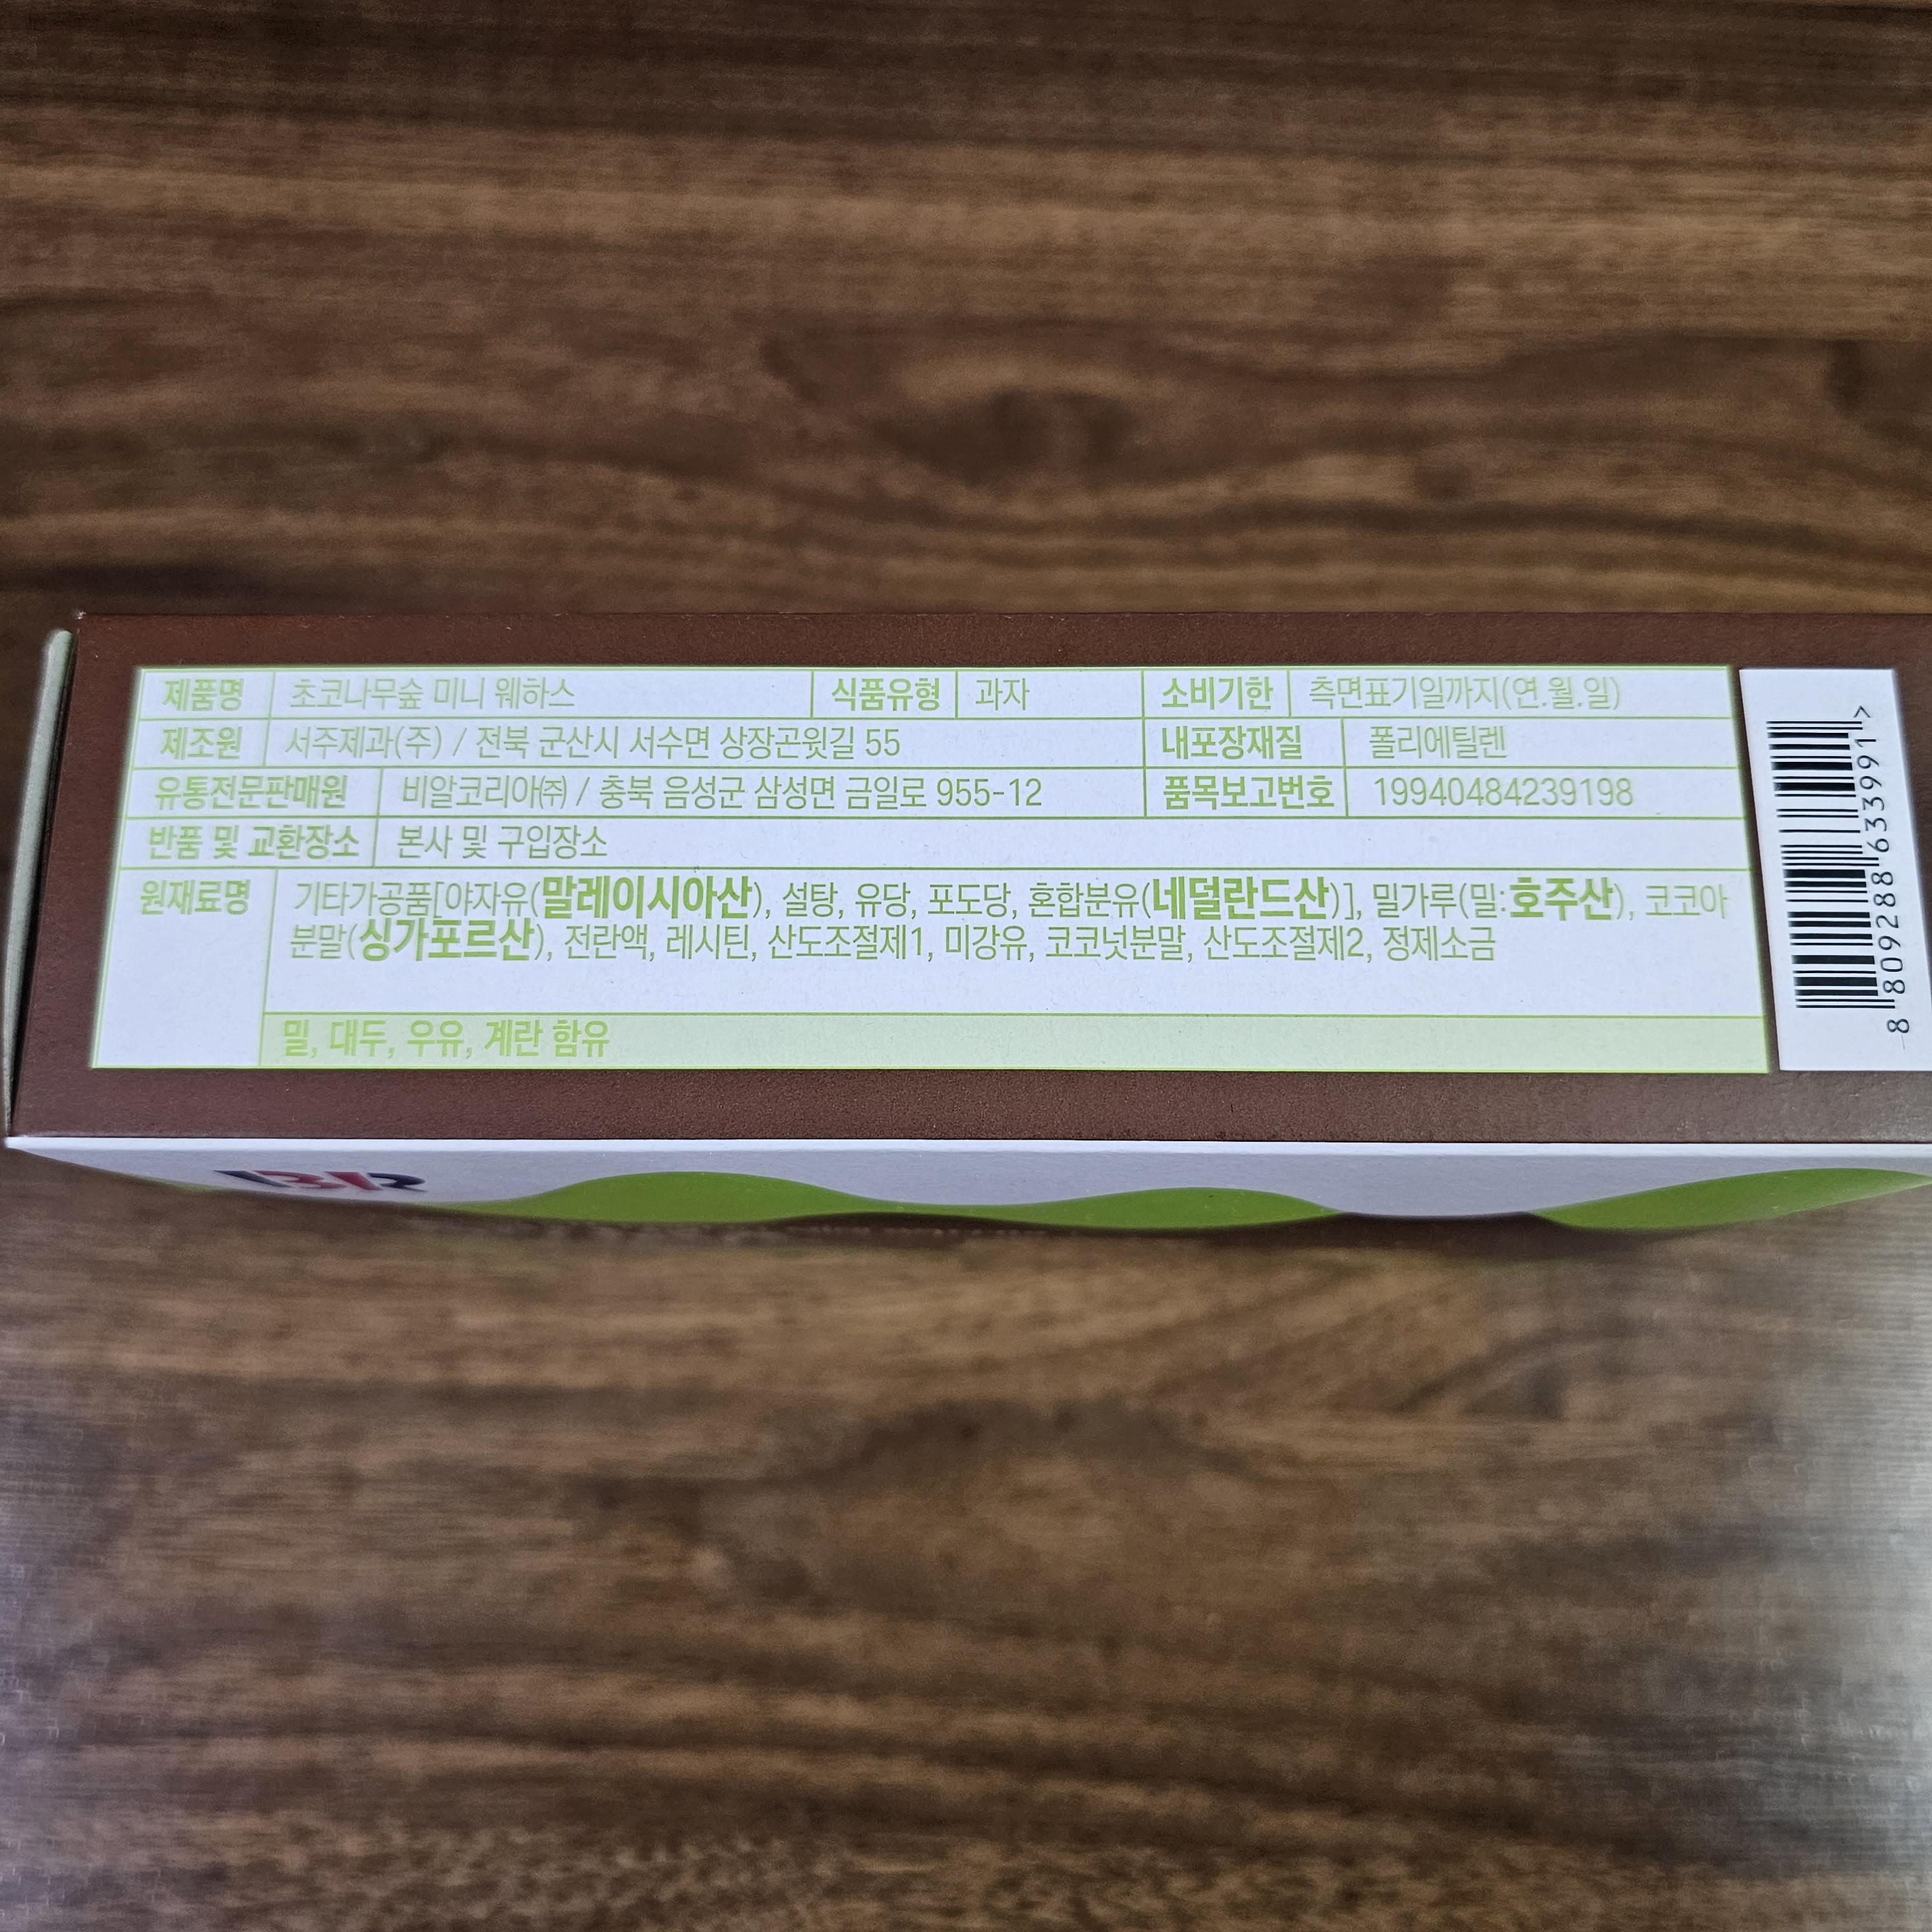 제품명 초코나무숲 미니 웨하스 식품유형 과자 소비기한 측면표기일까지(연.월.일)
제조원 서주제과(주) / 전북 군산시 서수면 상장곤윗길 55 내포장재질 폴리에틸렌
유통전문판매원 비알코리아㈜ / 충북 음성군 삼성면 금일로 955-12 품목보고번호 19940484239198
반품 및 교환장소 본사 및 구입장소
원재료명 기타가공품[야자유(말레이시아산), 설탕, 유당, 포도당, 혼합분유(네덜란드산)], 밀가루(밀:호주산), 코코아
분말(싱가포르산), 전란액, 레시틴, 산도조절제1, 미강유, 코코넛분말, 산도조절제2, 정제소금
밀, 대두, 우유, 계란 함유
8 809288 633991 >
BR